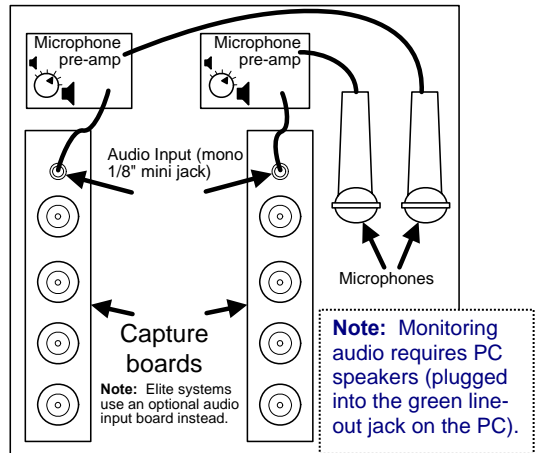 Microphone
pre-amp
Microphone
pre-amp
Audio Input (mono
1/8" mini jack)
Microphones
Capture
boards
Note: Elite systems
use an optional audio
input board instead.
Note: Monitoring
audio requires PC
speakers (plugged
into the green line-
out jack on the PC).